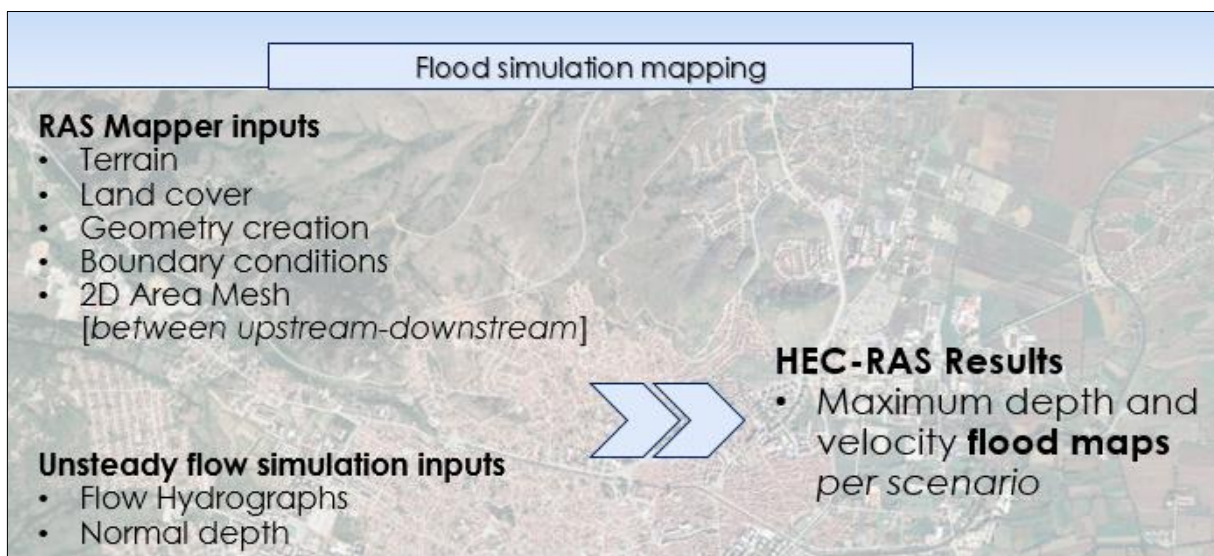 Flood simulation mapping
RAS Mapper inputs
• Terrain
• Land cover
• Geometry creation
• Boundary conditions
• 2D Area Mesh
[between upstream-downstream]
Unsteady flow simulation inputs
• Flow Hydrographs
• Normal depth
HEC-RAS Results
• Maximum depth and
velocity flood maps
per scenario